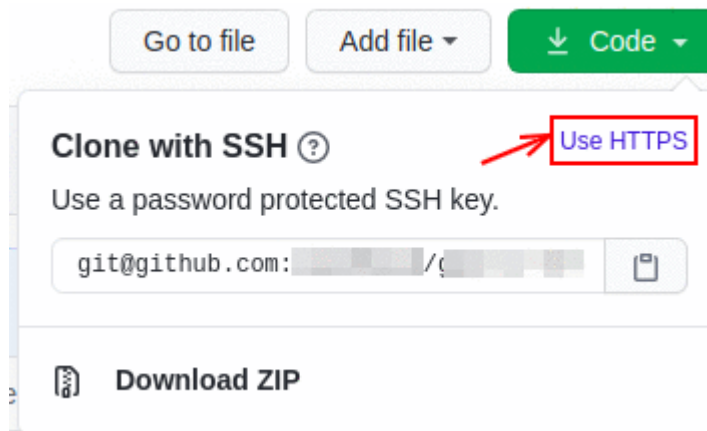 Go to file
Add file
Code
Clone with SSH
Use HTTPS
Use a password protected SSH key.
git@github.com: /g
Download ZIP
e